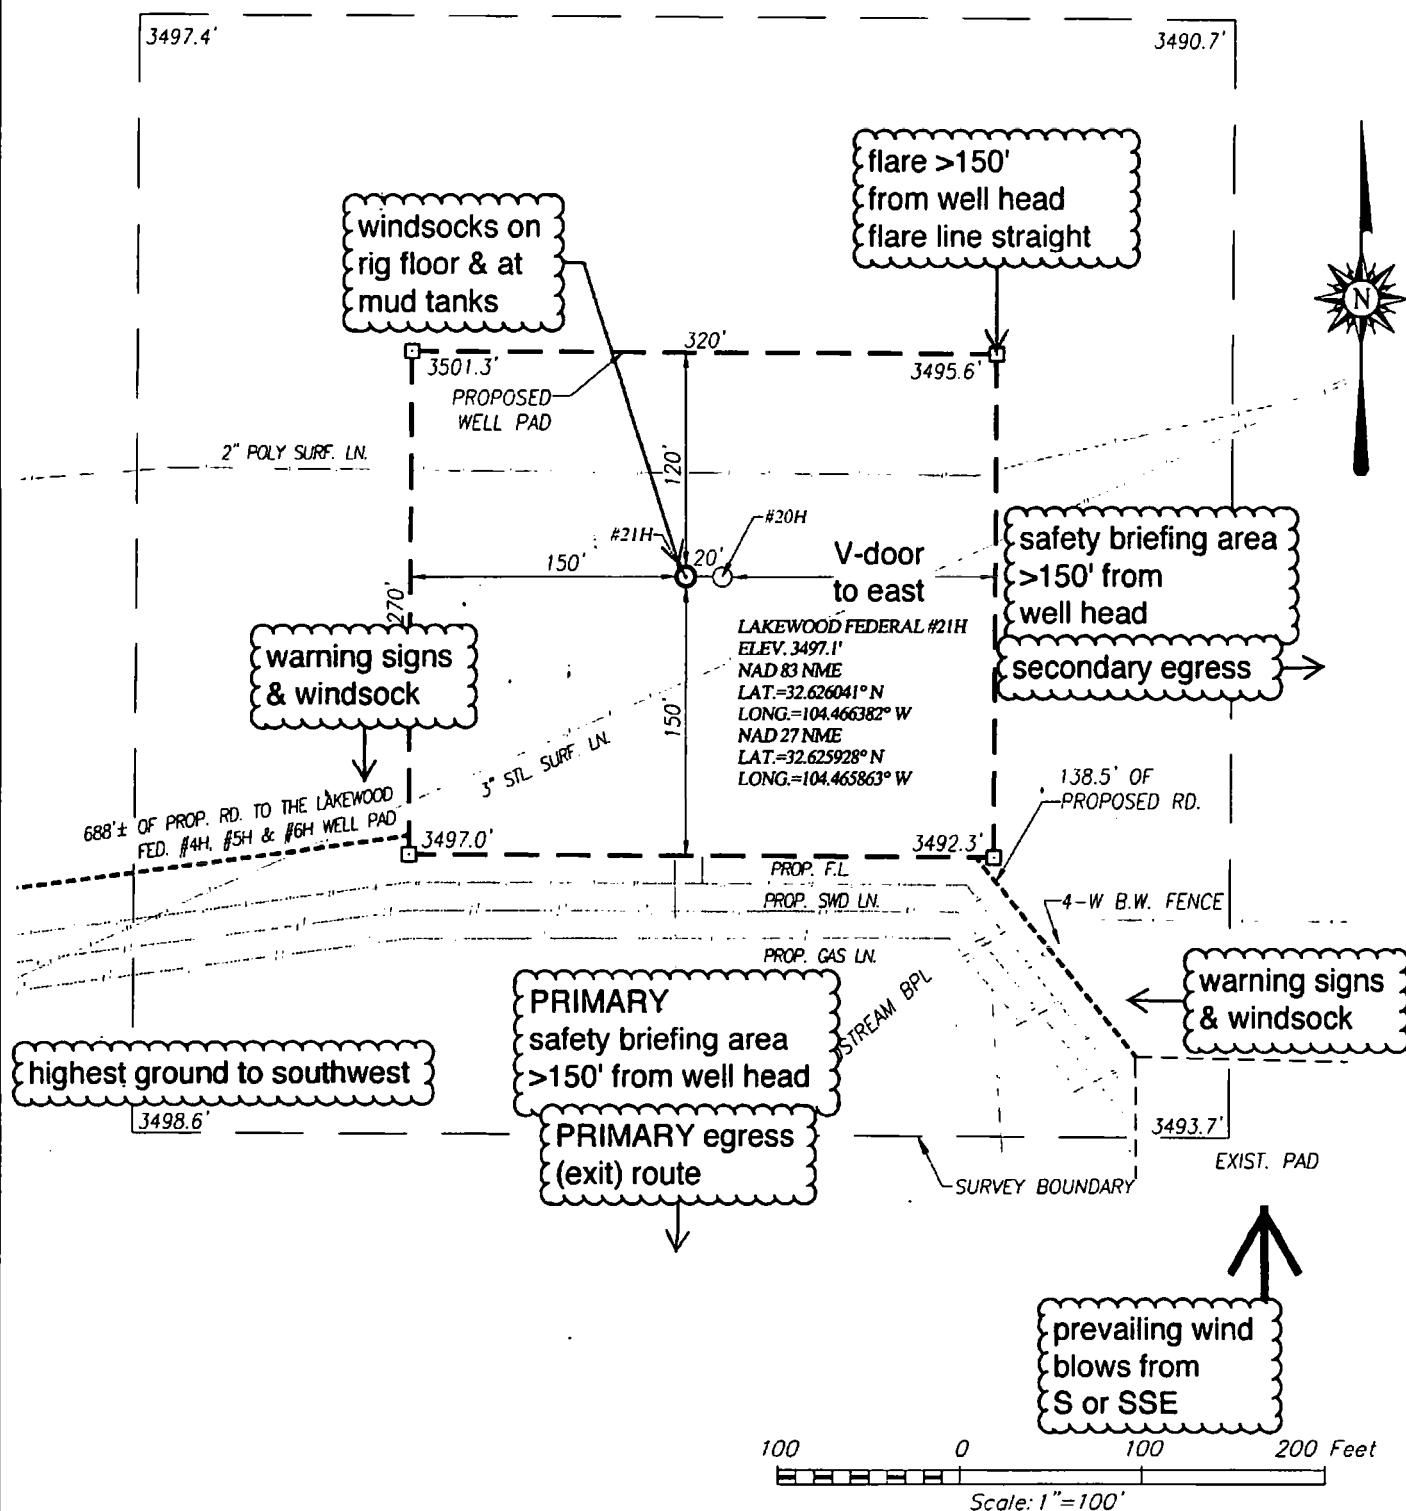 3497.4'
3490.7'
flare >150'
from well head
flare line straight
windsocks on
rig floor & at
mud tanks
N
320'
3501.3'
3495.6'
PROPOSED
WELL PAD
2" POLY SURF. LN.
120'
#20H
#21H
20'
150'
V-door
to east
safety briefing area
>150' from
well head
270'
LAKEWOOD FEDERAL #21H
ELEV. 3497.1'
NAD 83 NME
LAT.=32.626041° N
LONG.=104.466382° W
NAD 27 NME
LAT.=32.625928° N
LONG.=104.465863° W
warning signs
& windsock
secondary egress
150'
3" STL. SURF. LN.
138.5' OF
PROPOSED RD.
688'± OF PROP. RD. TO THE LAKEWOOD
FED. #4H, #5H & #6H WELL PAD
3497.0'
3492.3'
PROP. F.L.
PROP. SWD LN.
4-W B.W. FENCE
PROP. GAS LN.
PRIMARY
safety briefing area
>150' from well head
STREAM BPL
warning signs
& windsock
highest ground to southwest
3498.6'
PRIMARY egress
(exit) route
3493.7'
EXIST. PAD
SURVEY BOUNDARY
prevailing wind
blows from
S or SSE
100 0 100 200 Feet
Scale: 1"=100'